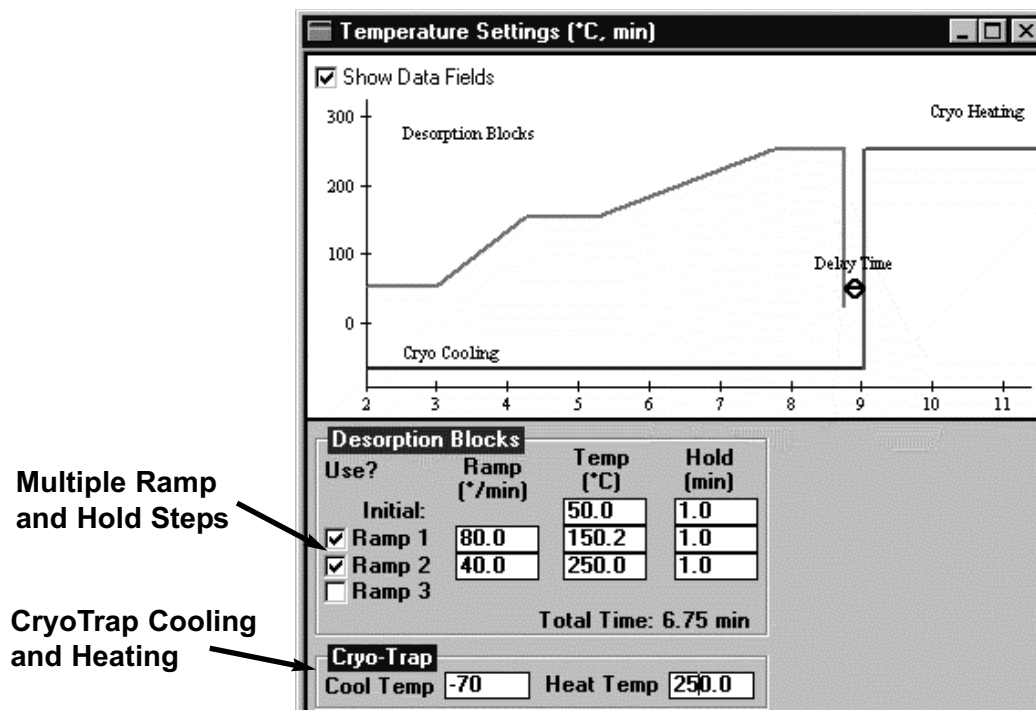 Temperature Settings (°C, min)
Show Data Fields
300
200
100
0
Desorption Blocks
Cryo Heating
Delay Time
Cryo Cooling
2 3 4 5 6 7 8 9 10 11
Desorption Blocks
Use? Ramp (°/min) Temp (°C) Hold (min)
Initial: 50.0 1.0
Ramp 1 80.0 150.2 1.0
Ramp 2 40.0 250.0 1.0
Ramp 3
Total Time: 6.75 min
Cryo-Trap
Cool Temp -70 Heat Temp 250.0
Multiple Ramp
and Hold Steps
CryoTrap Cooling
and Heating